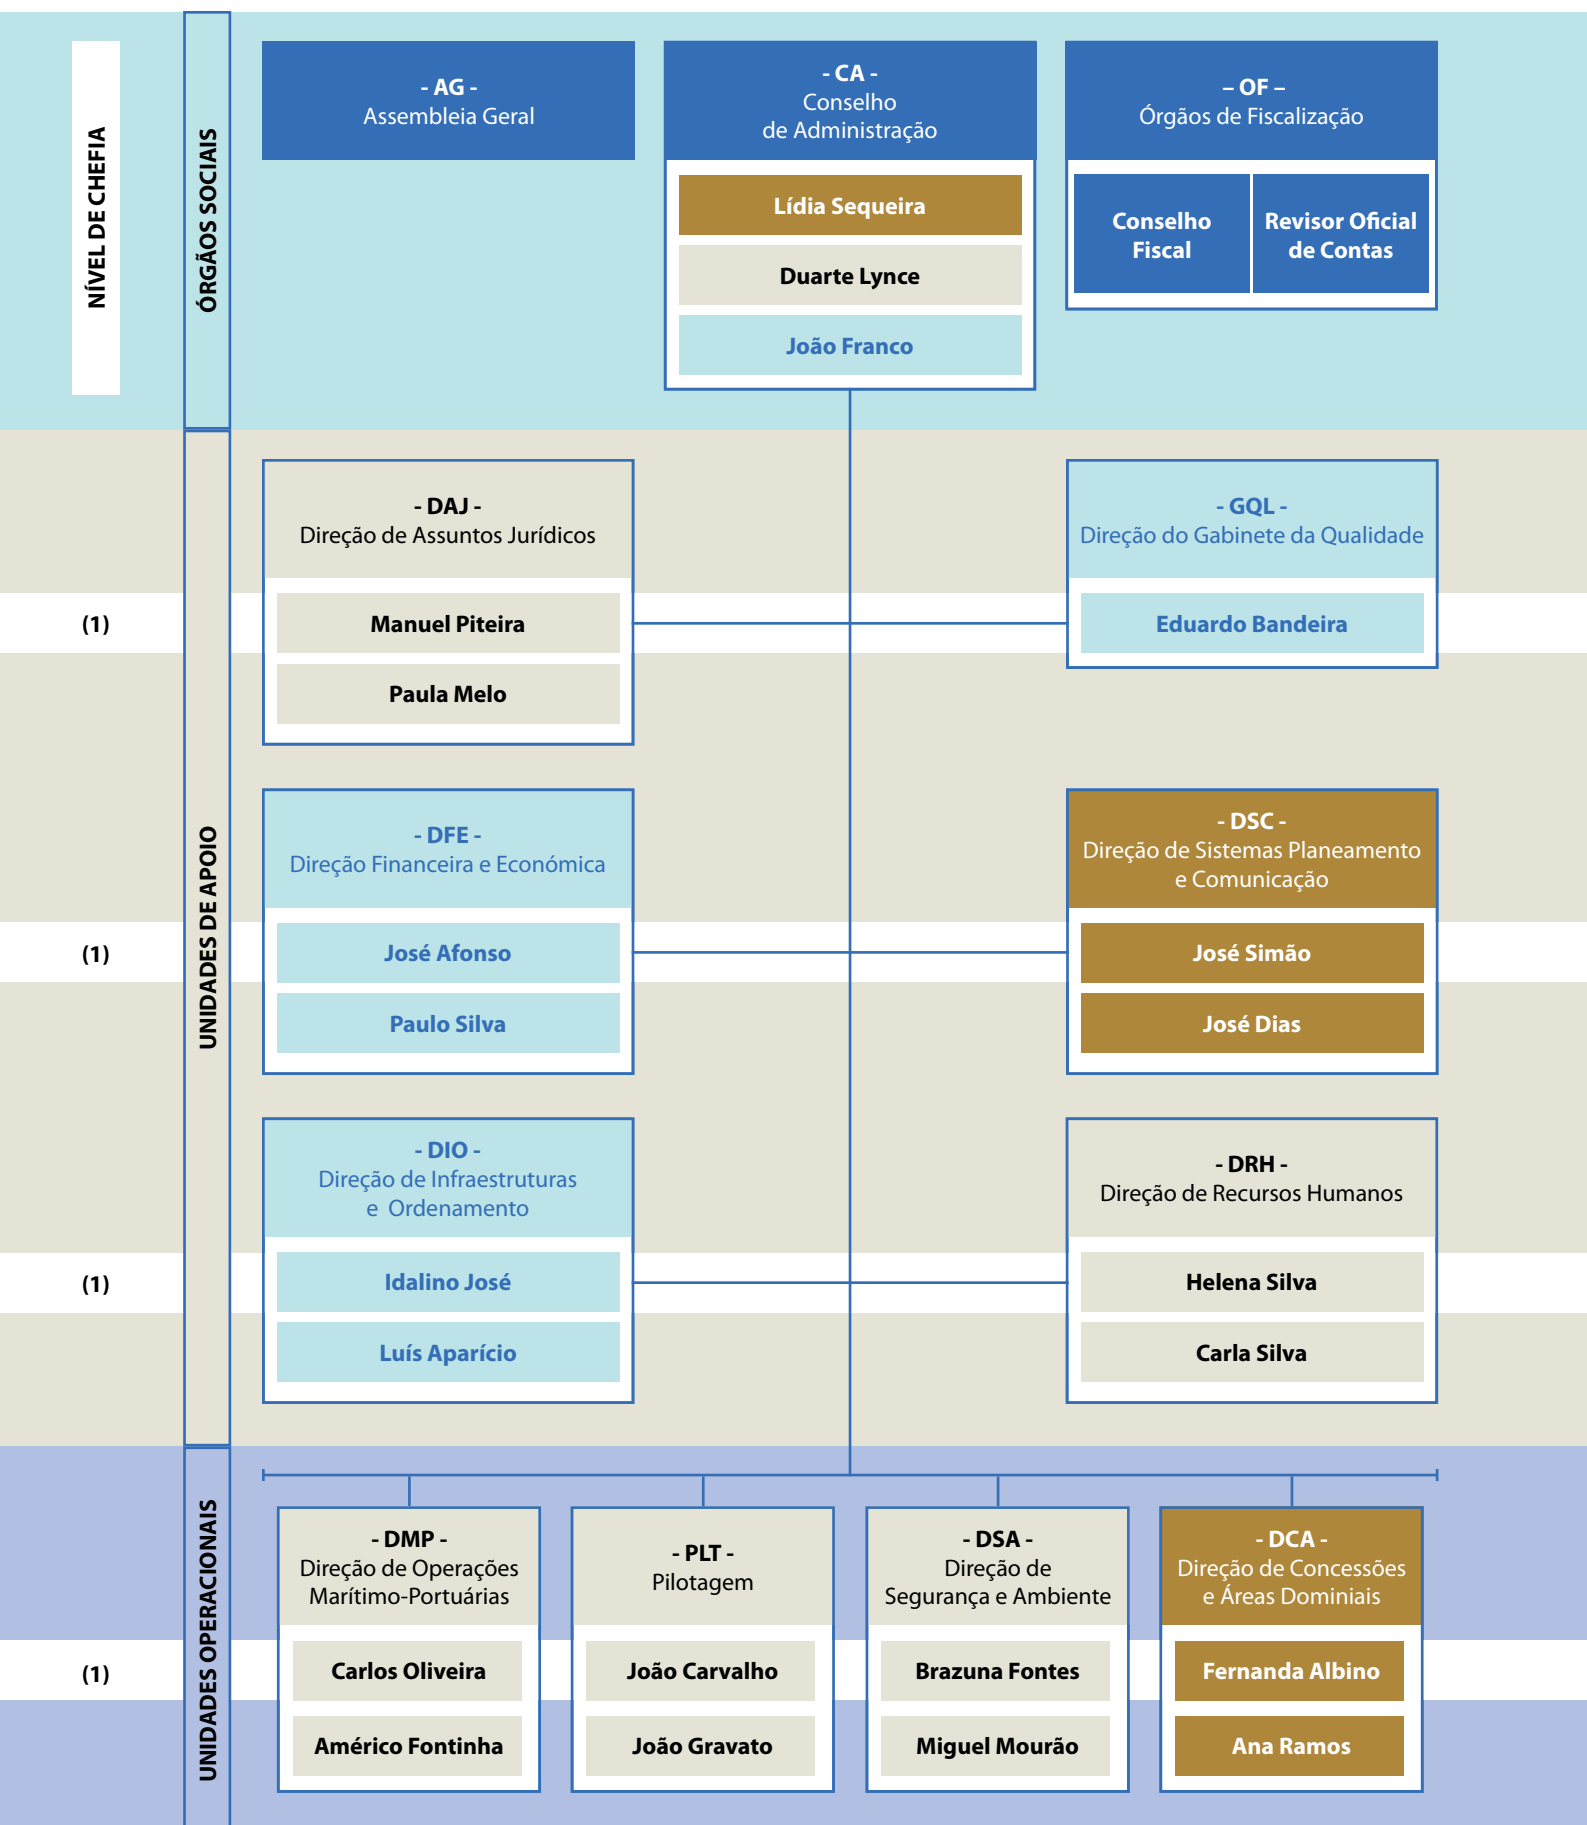 NÍVEL DE CHEFIA
ÓRGÃOS SOCIAIS
- AG -
Assembleia Geral
- CA -
Conselho
de Administração
Lídia Sequeira
Duarte Lynce
João Franco
– OF –
Órgãos de Fiscalização
Conselho
Fiscal
Revisor Oficial
de Contas
UNIDADES DE APOIO
- DAJ -
Direção de Assuntos Jurídicos
(1)
Manuel Piteira
Paula Melo
- GQL -
Direção do Gabinete da Qualidade
Eduardo Bandeira
- DFE -
Direção Financeira e Económica
(1)
José Afonso
Paulo Silva
- DSC -
Direção de Sistemas Planeamento
e Comunicação
José Simão
José Dias
- DIO -
Direção de Infraestruturas
e Ordenamento
(1)
Idalino José
Luís Aparício
- DRH -
Direção de Recursos Humanos
Helena Silva
Carla Silva
UNIDADES OPERACIONAIS
- DMP -
Direção de Operações
Marítimo-Portuárias
(1)
Carlos Oliveira
Américo Fontinha
- PLT -
Pilotagem
João Carvalho
João Gravato
- DSA -
Direção de
Segurança e Ambiente
Brazuna Fontes
Miguel Mourão
- DCA -
Direção de Concessões
e Áreas Dominiais
Fernanda Albino
Ana Ramos